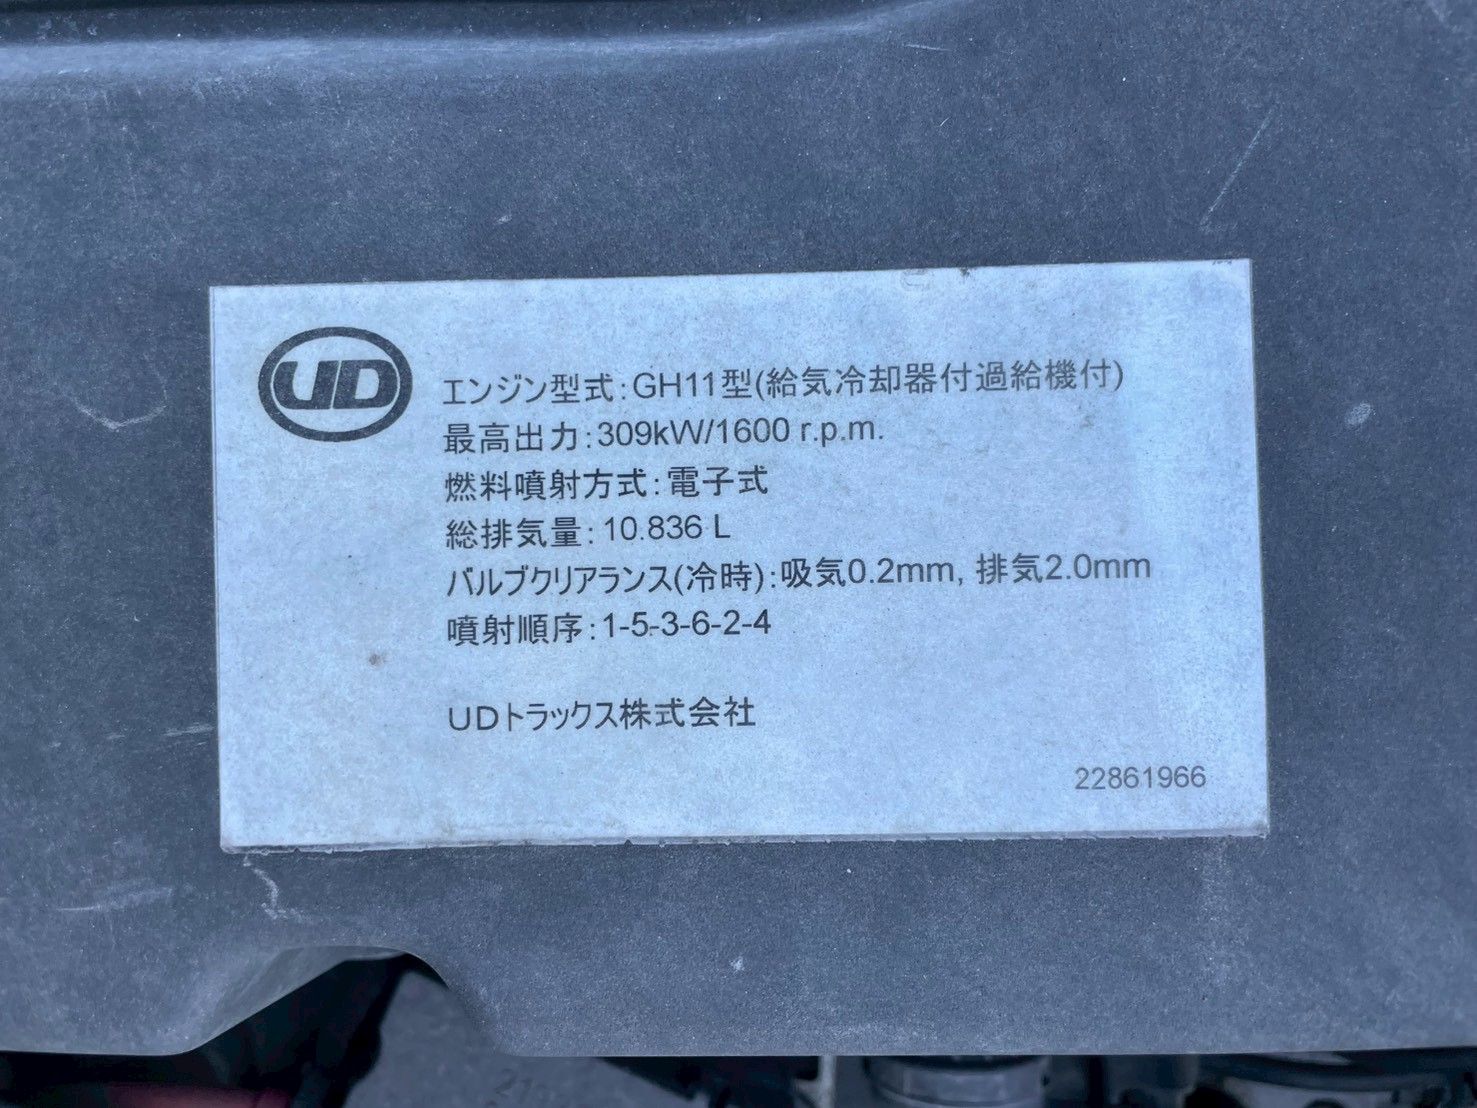 UD
エンジン型式:GH11型(給気冷却器付過給機付)
最高出力:309kW/1600 r.p.m.
燃料噴射方式:電子式
総排気量:10.836 L
バルブクリアランス(冷時):吸気0.2mm, 排気2.0mm
噴射順序:1-5-3-6-2-4
UDトラックス株式会社
22861966